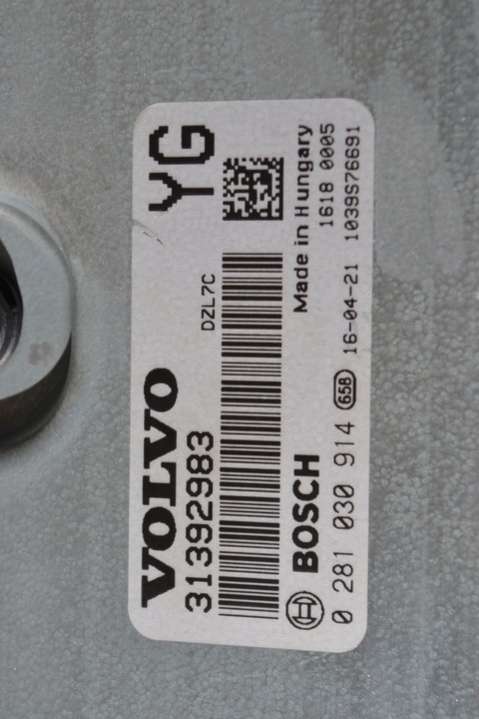 VOLVO YG
31392983 DZL7C
BOSCH Made in Hungary
1618 0005
0 281 030 914 658 16-04-21 1039S76691